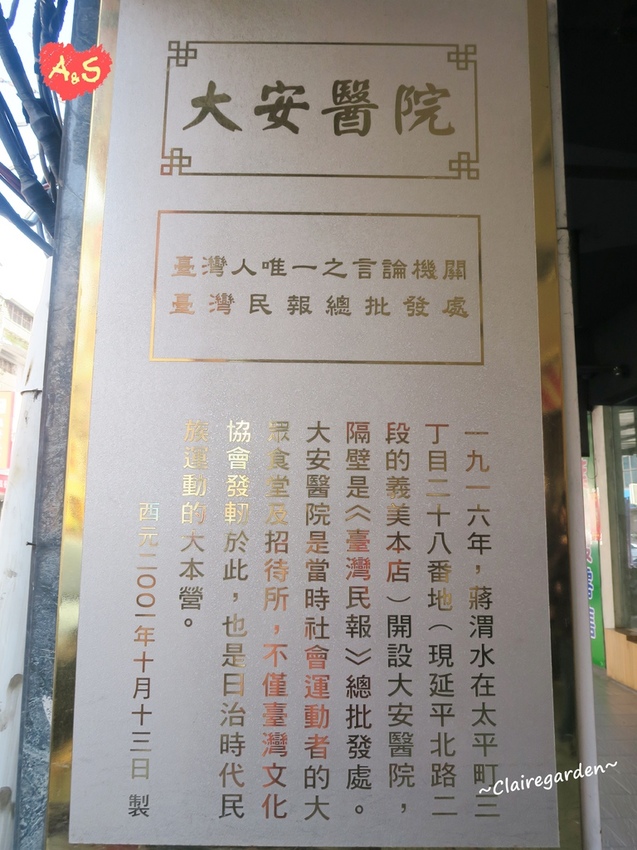 A&S
大安醫院
臺灣人唯一之言論機關
臺灣民報總批發處
一九一六年，蔣渭水在太平町三
丁目二十八番地（現延平北路二
段的義美本店）開設大安醫院，
隔壁是《臺灣民報》總批發處。
大安醫院是當時社會運動者的大
眾食堂及招待所，不僅臺灣文化
協會發軔於此，也是日治時代民
族運動的大本營。
西元二〇〇一年十月十三日 製
~Clairegarden~